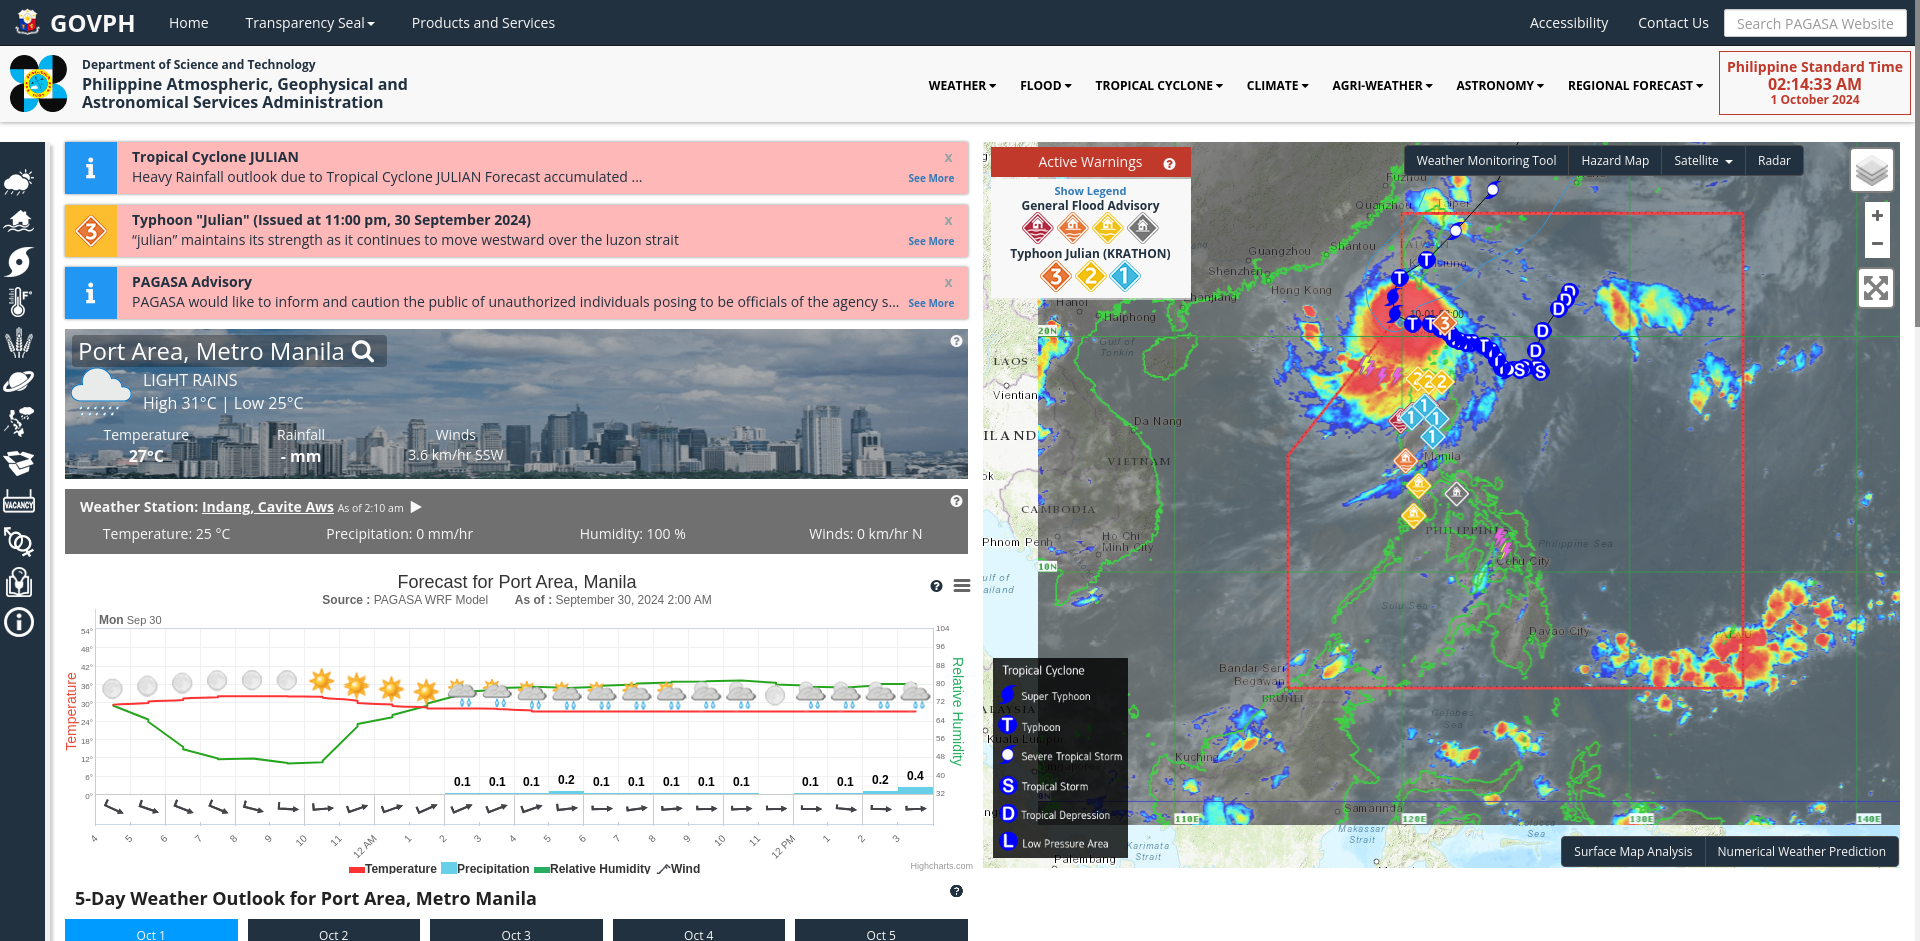 GOVPH
Home
Transparency Seal
Products and Services
Accessibility
Contact Us
Search PAGASA Website
Department of Science and Technology
Philippine Atmospheric, Geophysical and
Astronomical Services Administration
WEATHER
FLOOD
TROPICAL CYCLONE
CLIMATE
AGRI-WEATHER
ASTRONOMY
REGIONAL FORECAST
Philippine Standard Time
02:14:33 AM
1 October 2024
Tropical Cyclone JULIAN
x
Heavy Rainfall outlook due to Tropical Cyclone JULIAN Forecast accumulated ...
See More
3
Typhoon "Julian" (Issued at 11:00 pm, 30 September 2024)
x
“julian” maintains its strength as it continues to move westward over the luzon strait
See More
PAGASA Advisory
x
PAGASA would like to inform and caution the public of unauthorized individuals posing to be officials of the agency s...
See More
Port Area, Metro Manila
LIGHT RAINS
High 31°C | Low 25°C
Temperature
27°C
Rainfall
- mm
Winds
3.6 km/hr SSW
VACANCY
Weather Station: Indang, Cavite Aws As of 2:10 am
Temperature: 25 °C
Precipitation: 0 mm/hr
Humidity: 100 %
Winds: 0 km/hr N
Forecast for Port Area, Manila
Source : PAGASA WRF Model As of : September 30, 2024 2:00 AM
Mon Sep 30
54°
48°
42°
36°
30°
24°
18°
12°
6°
0°
Temperature
104
96
88
80
72
64
56
48
40
32
Relative Humidity
0.1
0.1
0.1
0.2
0.1
0.1
0.1
0.1
0.1
0.1
0.1
0.2
0.4
4
5
6
7
8
9
10
11
12 AM
1
2
3
4
5
6
7
8
9
10
11
12 PM
1
2
3
Temperature
Precipitation
Relative Humidity
Wind
Highcharts.com
5-Day Weather Outlook for Port Area, Metro Manila
Oct 1
Oct 2
Oct 3
Oct 4
Oct 5
Active Warnings
Show Legend
General Flood Advisory
Typhoon Julian (KRATHON)
3
2
1
Weather Monitoring Tool
Hazard Map
Satellite
Radar
+
−
Fuzhou
Quanzhou
Taipei
Guangzhou
Shantou
Shenzhen
Hong Kong
Zhanjiang
Hanoi
Haiphong
Gulf of
Tonkin
20N
LAOS
Vientian
Da Nang
ILAND
VIETNAM
ok
CAMBODIA
Phnom Penh
Ho Chi
Minh City
10N
ulf of
ailand
Manila
PHILIPPINES
Philippine Sea
Cebu City
Sulu Sea
Davao City
PALAU
Bandar Seri
Begawan
BRUNEI
Celebes
Sea
ALAYSIA
Kuala Lumpur
Kuching
Samarinda
110E
120E
130E
140E
Makassar
Strait
Karimata
Strait
Molucca
Sea
Palembang
Tropical Cyclone
Super Typhoon
T Typhoon
Severe Tropical Storm
S Tropical Storm
D Tropical Depression
L Low Pressure Area
Surface Map Analysis
Numerical Weather Prediction